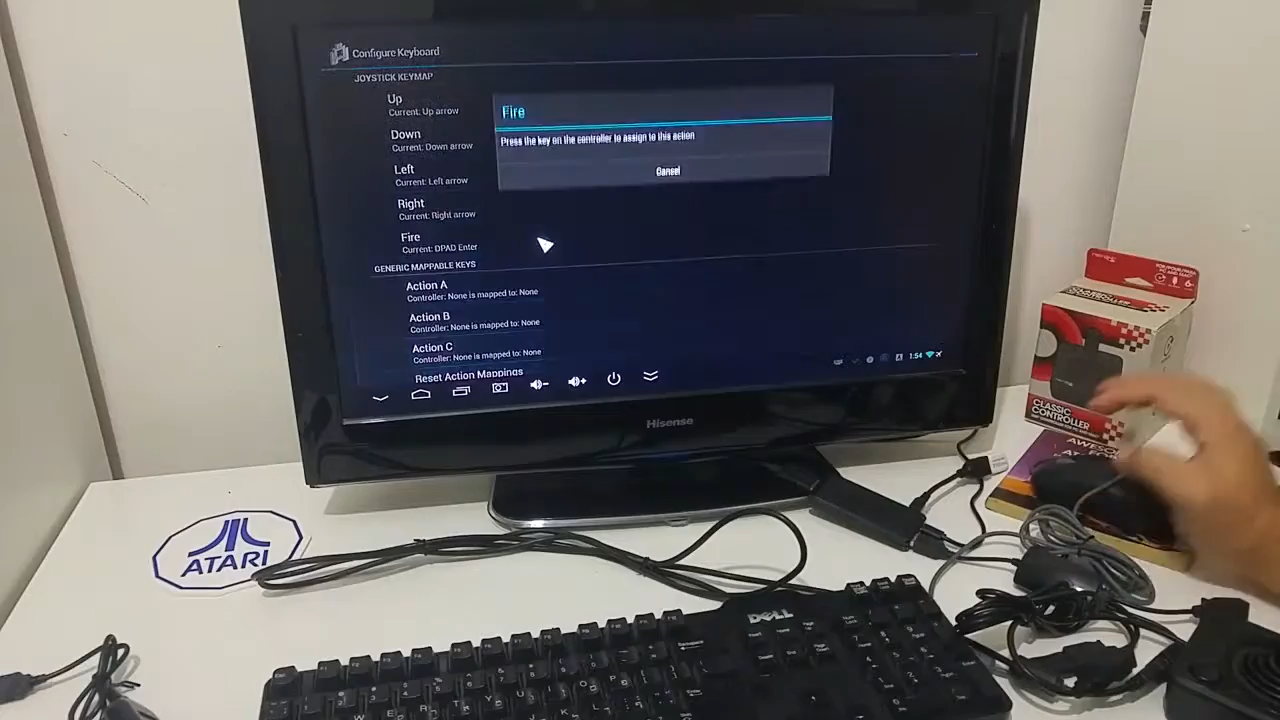 Configure Keyboard
JOYSTICK KEYMAP
Up
Current: Up arrow
Down
Current: Down arrow
Left
Current: Left arrow
Right
Current: Right arrow
Fire
Current: DPAD Enter
GENERIC MAPPABLE KEYS
Action A
Controller: None is mapped to: None
Action B
Controller: None is mapped to: None
Action C
Controller: None is mapped to: None
Reset Action Mappings
Fire
Press the key on the controller to assign to this action
Cancel
1:54
Hisense
ATARI
DELL
CLASSIC
CONTROLLER